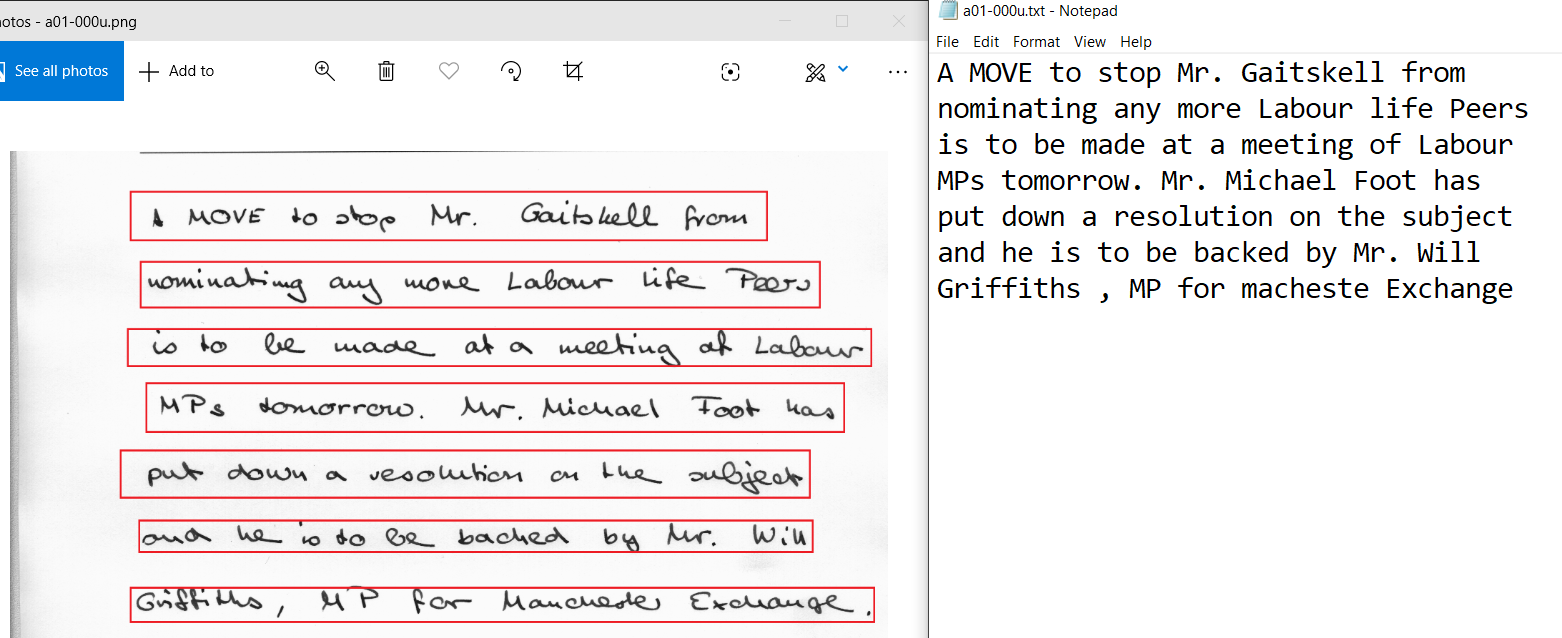 otos - a01-000u.png
See all photos
Add to
A MOVE to stop Mr. Gaitskell from
nominating any more Labour life Peers
is to be made at a meeting of Labour
MPs tomorrow. Mr. Michael Foot has
put down a resolution on the subject
and he is to be backed by Mr. Will
Griffiths, MP for Manchester Exchange.
a01-000u.txt - Notepad
File Edit Format View Help
A MOVE to stop Mr. Gaitskell from
nominating any more Labour life Peers
is to be made at a meeting of Labour
MPs tomorrow. Mr. Michael Foot has
put down a resolution on the subject
and he is to be backed by Mr. Will
Griffiths , MP for macheste Exchange